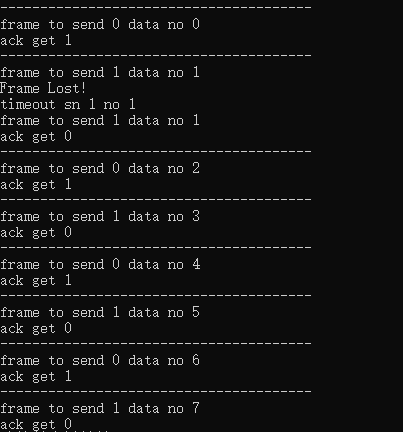 ---------------------------------------
frame to send 0 data no 0
ack get 1
---------------------------------------
frame to send 1 data no 1
Frame Lost!
timeout sn 1 no 1
frame to send 1 data no 1
ack get 0
---------------------------------------
frame to send 0 data no 2
ack get 1
---------------------------------------
frame to send 1 data no 3
ack get 0
---------------------------------------
frame to send 0 data no 4
ack get 1
---------------------------------------
frame to send 1 data no 5
ack get 0
---------------------------------------
frame to send 0 data no 6
ack get 1
---------------------------------------
frame to send 1 data no 7
ack get 0